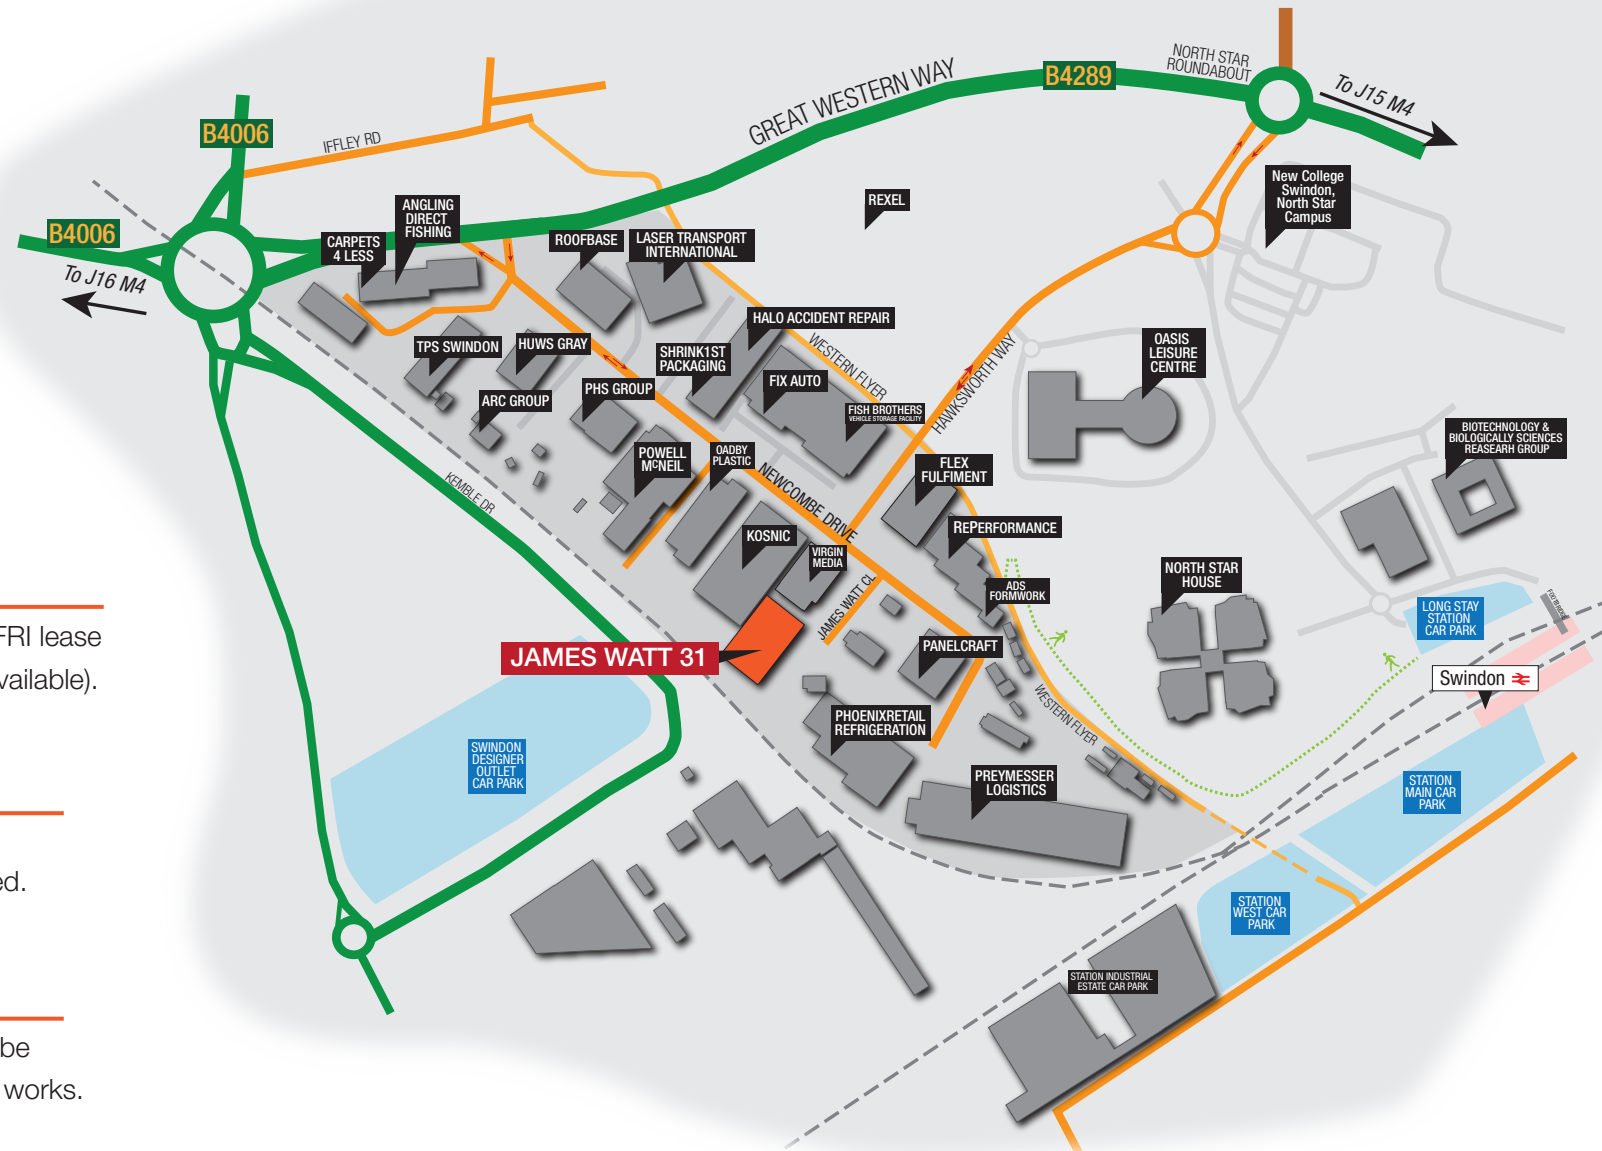 NORTH STAR
ROUNDABOUT
GREAT WESTERN WAY
B4289
To J15 M4
B4006
IFFLEY RD
B4006
To J16 M4
ANGLING
DIRECT
FISHING
CARPETS
4 LESS
ROOFBASE
LASER TRANSPORT
INTERNATIONAL
REXEL
New College
Swindon,
North Star
Campus
TPS SWINDON
HUWS GRAY
SHRINK1ST
PACKAGING
HALO ACCIDENT REPAIR
WESTERN FLYER
HAWKSWORTH WAY
OASIS
LEISURE
CENTRE
ARC GROUP
PHS GROUP
FIX AUTO
FISH BROTHERS
VEHICLE STORAGE FACILITY
BIOTECHNOLOGY &
BIOLOGICALLY SCIENCES
REASEARH GROUP
POWELL
McNEIL
OADBY
PLASTIC
NEWCOMBE DRIVE
FLEX
FULFIMENT
KEMBLE DR
KOSNIC
VIRGIN
MEDIA
RePERFORMANCE
JAMES WATT CL
ADS
FORMWORK
NORTH STAR
HOUSE
LONG STAY
STATION
CAR PARK
FOOTBRIDGE
FRI lease
vailable).
JAMES WATT 31
PANELCRAFT
Swindon
WESTERN FLYER
PHOENIXRETAIL
REFRIGERATION
SWINDON
DESIGNER
OUTLET
CAR PARK
PREYMESSER
LOGISTICS
STATION
MAIN CAR
PARK
ed.
STATION
WEST CAR
PARK
STATION INDUSTRIAL
ESTATE CAR PARK
be
works.